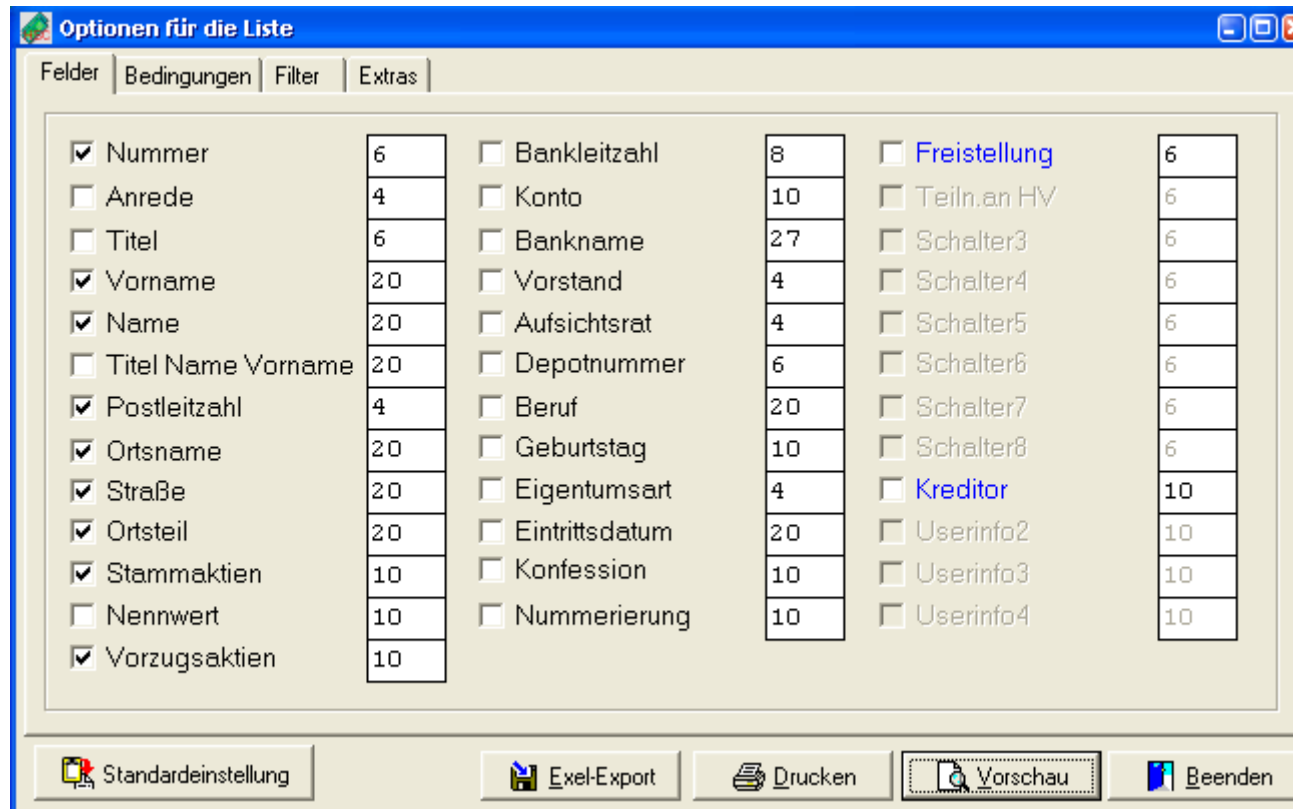 Optionen für die Liste
Felder Bedingungen Filter Extras
Nummer 6 Bankleitzahl 8 Freistellung 6
Anrede 4 Konto 10 Teiln.an HV 6
Titel 6 Bankname 27 Schalter3 6
Vorname 20 Vorstand 4 Schalter4 6
Name 20 Aufsichtsrat 4 Schalter5 6
Titel Name Vorname 20 Depotnummer 6 Schalter6 6
Postleitzahl 4 Beruf 20 Schalter7 6
Ortsname 20 Geburtstag 10 Schalter8 6
Straße 20 Eigentumsart 4 Kreditor 10
Ortsteil 20 Eintrittsdatum 20 Userinfo2 10
Stammaktien 10 Konfession 10 Userinfo3 10
Nennwert 10 Nummerierung 10 Userinfo4 10
Vorzugsaktien 10
Standardeinstellung Exel-Export Drucken Vorschau Beenden